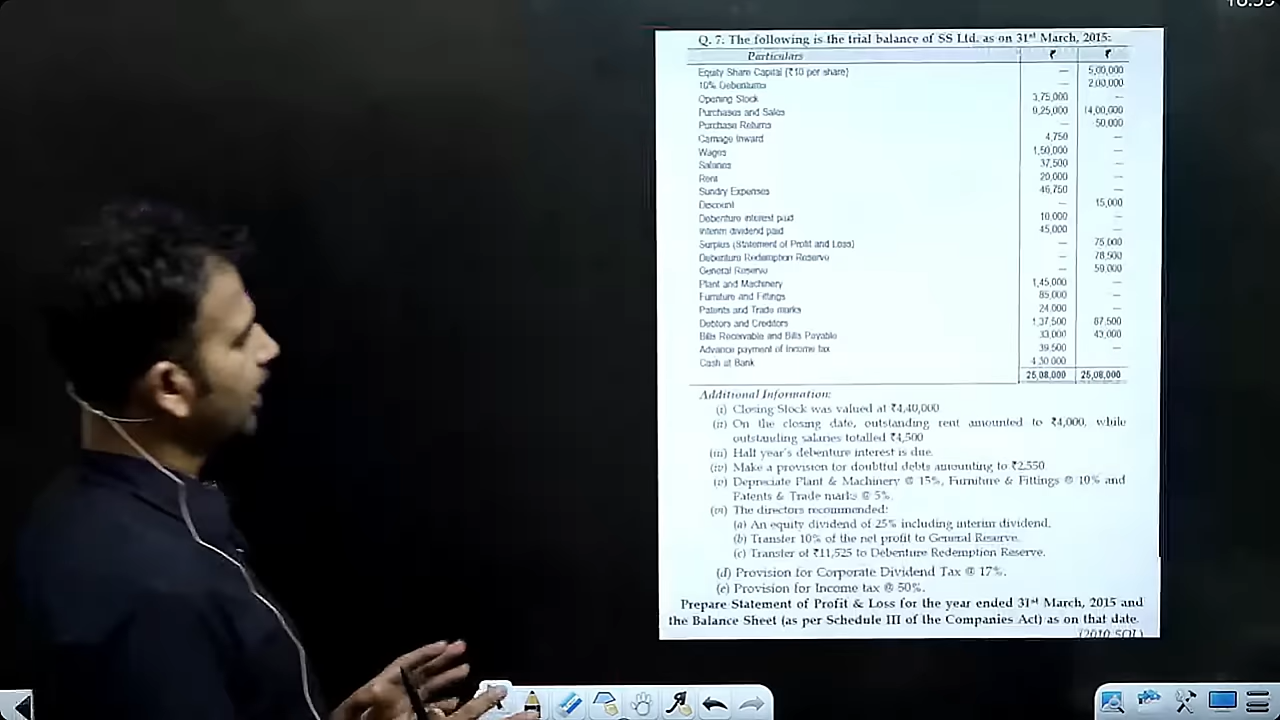 Q. 7: The following is the trial balance of SS Ltd. as on 31st March, 2015:
Particulars ₹ ₹
Equity Share Capital (₹10 per share) — 5,00,000
10% Debentures — 2,00,000
Opening Stock 3,75,000 —
Purchases and Sales 9,25,000 14,00,000
Purchase Returns — 50,000
Carriage Inward 4,750 —
Wages 1,50,000 —
Salaries 37,500 —
Rent 20,000 —
Sundry Expenses 46,750 —
Discount — 15,000
Debenture interest paid 10,000 —
Interim dividend paid 45,000 —
Surplus (Statement of Profit and Loss) — 75,000
Debenture Redemption Reserve — 78,500
General Reserve — 59,000
Plant and Machinery 1,45,000 —
Furniture and Fittings 85,000 —
Patents and Trade marks 24,000 —
Debtors and Creditors 1,37,500 87,500
Bills Receivable and Bills Payable 33,000 43,000
Advance payment of Income tax 39,500 —
Cash at Bank 4,30,000
25,08,000 25,08,000
Additional Information:
(i) Closing Stock was valued at ₹4,40,000
(ii) On the closing date, outstanding rent amounted to ₹4,000, while
outstanding salaries totalled ₹4,500
(iii) Half year's debenture interest is due.
(iv) Make a provision for doubtful debts amounting to ₹2,550
(v) Depreciate Plant & Machinery @ 15%, Furniture & Fittings @ 10% and
Patents & Trade marks @ 5%.
(vi) The directors recommended:
(a) An equity dividend of 25% including interim dividend.
(b) Transfer 10% of the net profit to General Reserve.
(c) Transfer of ₹11,525 to Debenture Redemption Reserve.
(d) Provision for Corporate Dividend Tax @ 17%.
(e) Provision for Income tax @ 50%.
Prepare Statement of Profit & Loss for the year ended 31st March, 2015 and
the Balance Sheet (as per Schedule III of the Companies Act) as on that date.